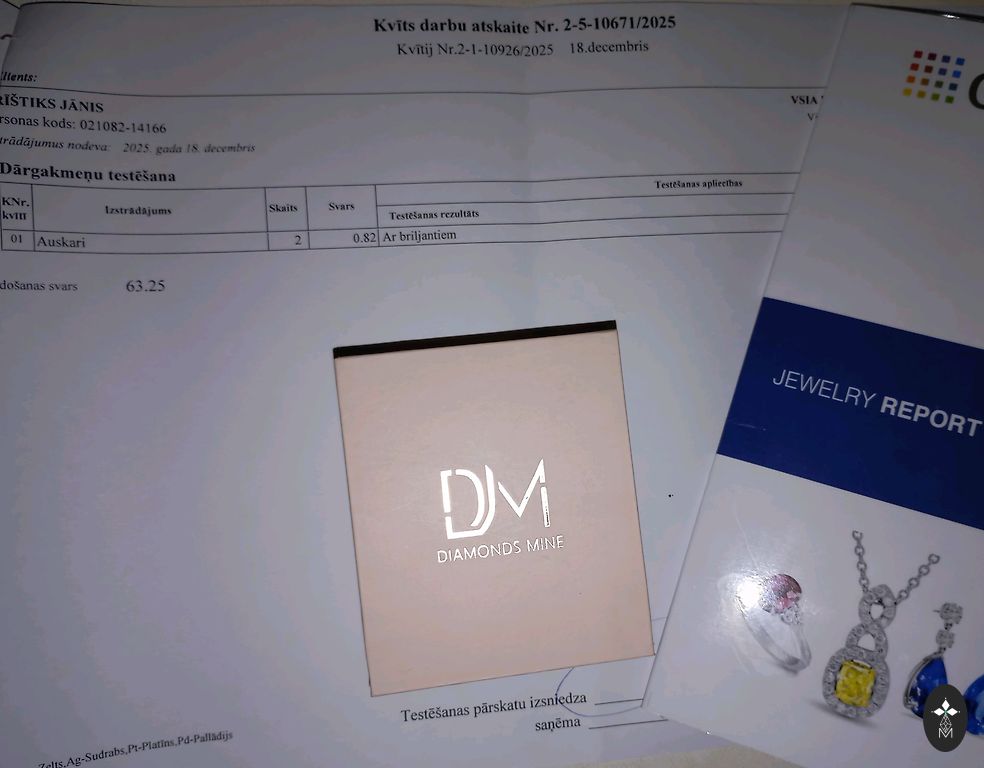 Kvīts darbu atskaite Nr. 2-5-10671/2025
Kvītij Nr.2-1-10926/2025 18.decembris
lients:
RĪŠTIKS JĀNIS
VSIA
rsonas kods: 021082-14166
trādājumus nodeva: 2025. gada 18. decembris
Dārgakmeņu testēšana
KNr. kvIII Izstrādājums Skaits Svars Testēšanas apliecības
Testēšanas rezultāts
01 Auskari 2 0.82 Ar briljantiem
došanas svars 63.25
JEWELRY REPORT
DM
DIAMONDS MINE
Testēšanas pārskatu izsniedza
saņēma
Zelts,Ag-Sudrabs,Pt-Platīns,Pd-Pallādijs
M